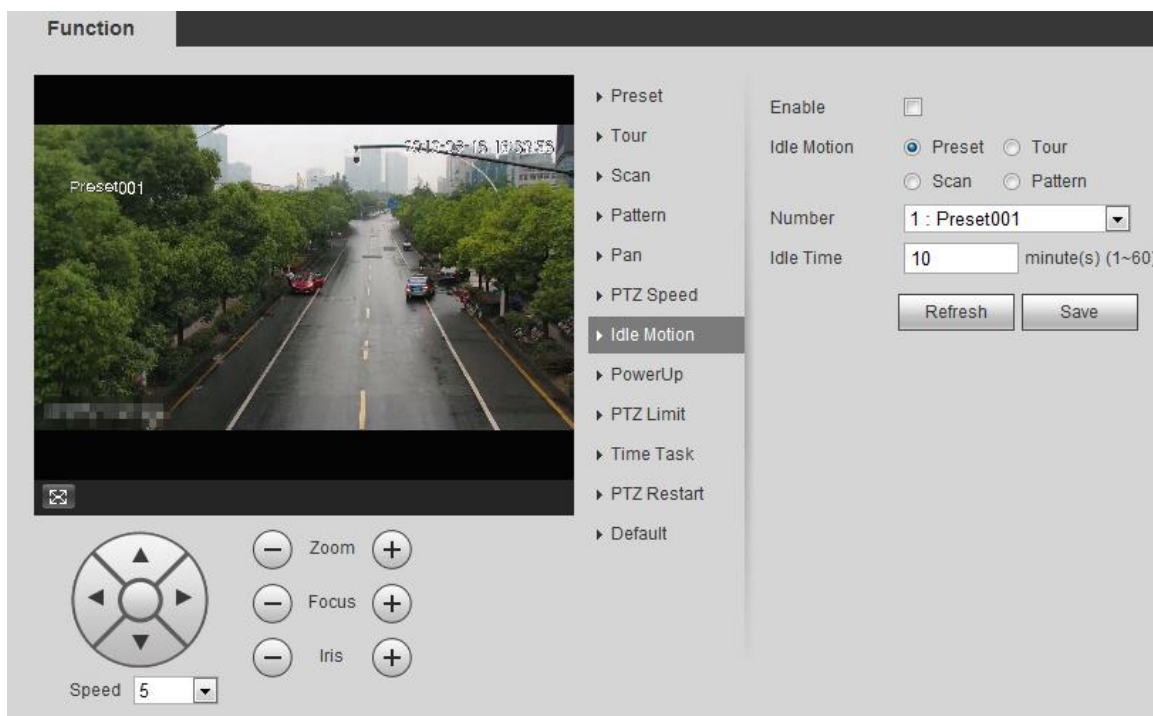 Function
Preset001
Preset
Tour
Scan
Pattern
Pan
PTZ Speed
Idle Motion
PowerUp
PTZ Limit
Time Task
PTZ Restart
Default
Enable
Idle Motion Preset Tour
Scan Pattern
Number 1 : Preset001
Idle Time 10 minute(s) (1~60)
Refresh Save
Zoom
Focus
Iris
Speed 5